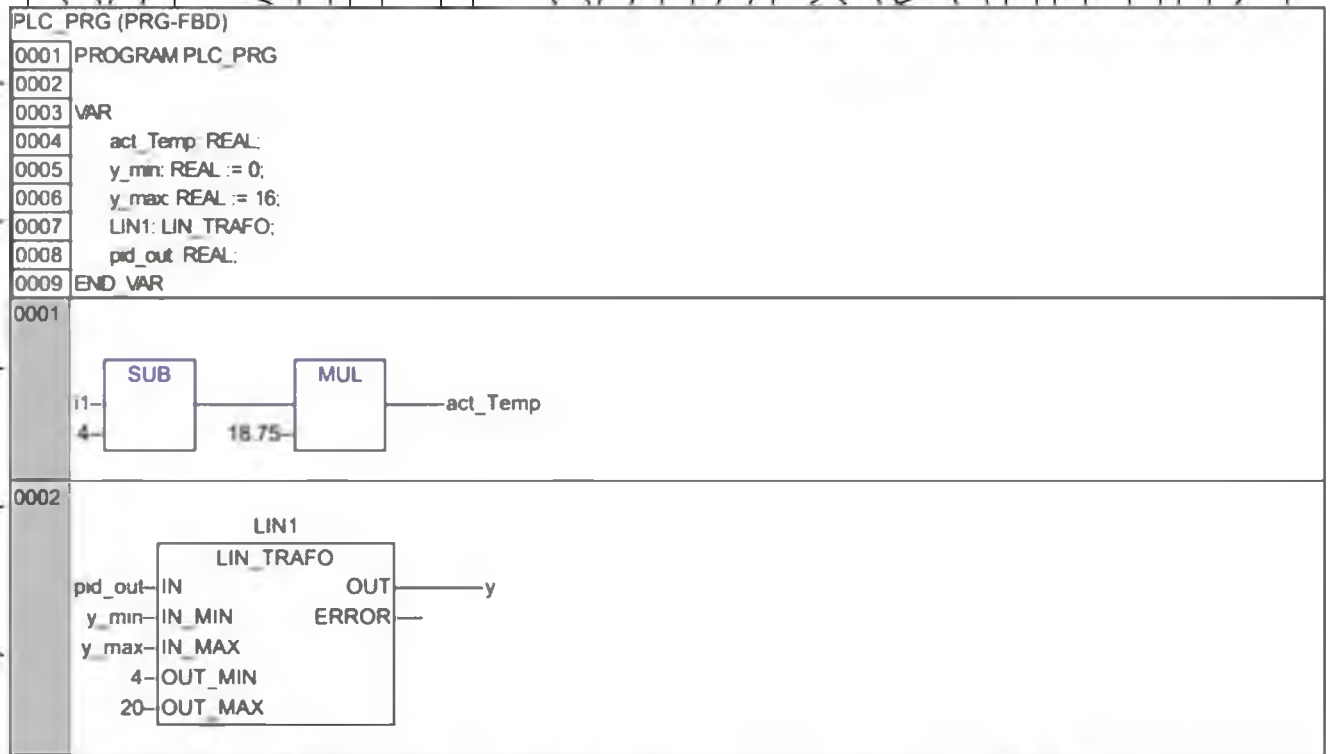 PLC_PRG (PRG-FBD)
0001 PROGRAM PLC_PRG
0002
0003 VAR
0004 act_Temp: REAL;
0005 y_min: REAL := 0;
0006 y_max: REAL := 16;
0007 LIN1: LIN_TRAFO;
0008 pid_out: REAL;
0009 END_VAR
0001
SUB MUL
i1 act_Temp
4 18.75
0002
LIN1
LIN_TRAFO
pid_out IN OUT y
y_min IN_MIN ERROR
y_max IN_MAX
4 OUT_MIN
20 OUT_MAX